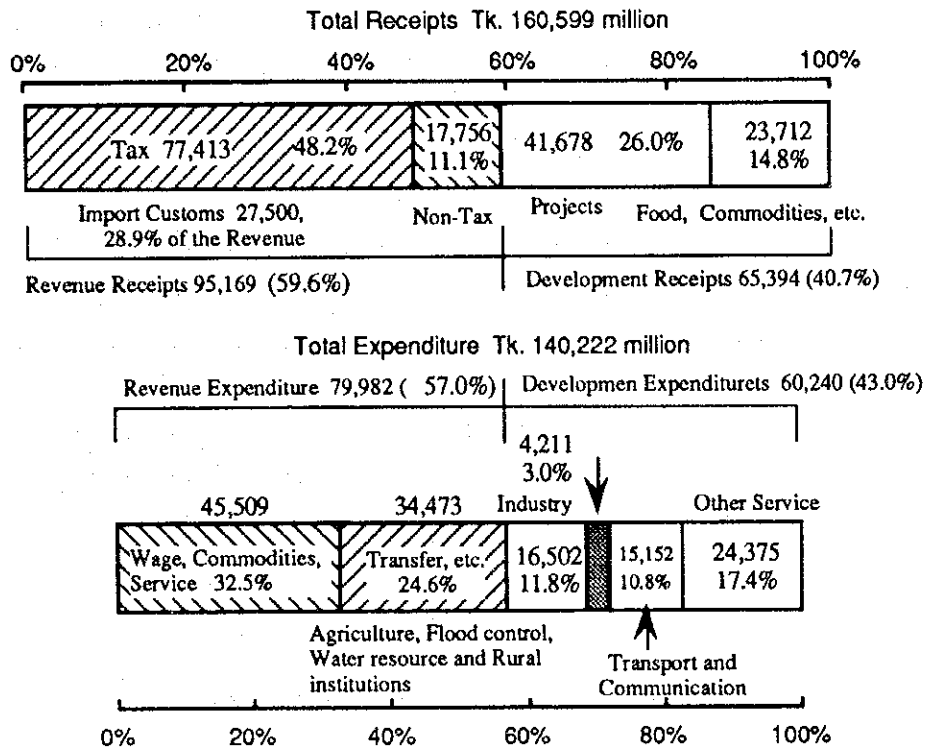 Total Receipts Tk. 160,599 million
0% 20% 40% 60% 80% 100%
Tax 77,413 48.2%
17,756
11.1%
41,678 26.0%
23,712
14.8%
Import Customs 27,500,
28.9% of the Revenue
Non-Tax
Projects
Food, Commodities, etc.
Revenue Receipts 95,169 (59.6%)
Development Receipts 65,394 (40.7%)
Total Expenditure Tk. 140,222 million
Revenue Expenditure 79,982 ( 57.0%)
Developmen Expenditurets 60,240 (43.0%)
4,211
3.0%
45,509
34,473
Industry
Other Service
Wage, Commodities,
Service 32.5%
Transfer, etc.
24.6%
16,502
11.8%
15,152
10.8%
24,375
17.4%
Agriculture, Flood control,
Water resource and Rural
institutions
Transport and
Communication
0% 20% 40% 60% 80% 100%